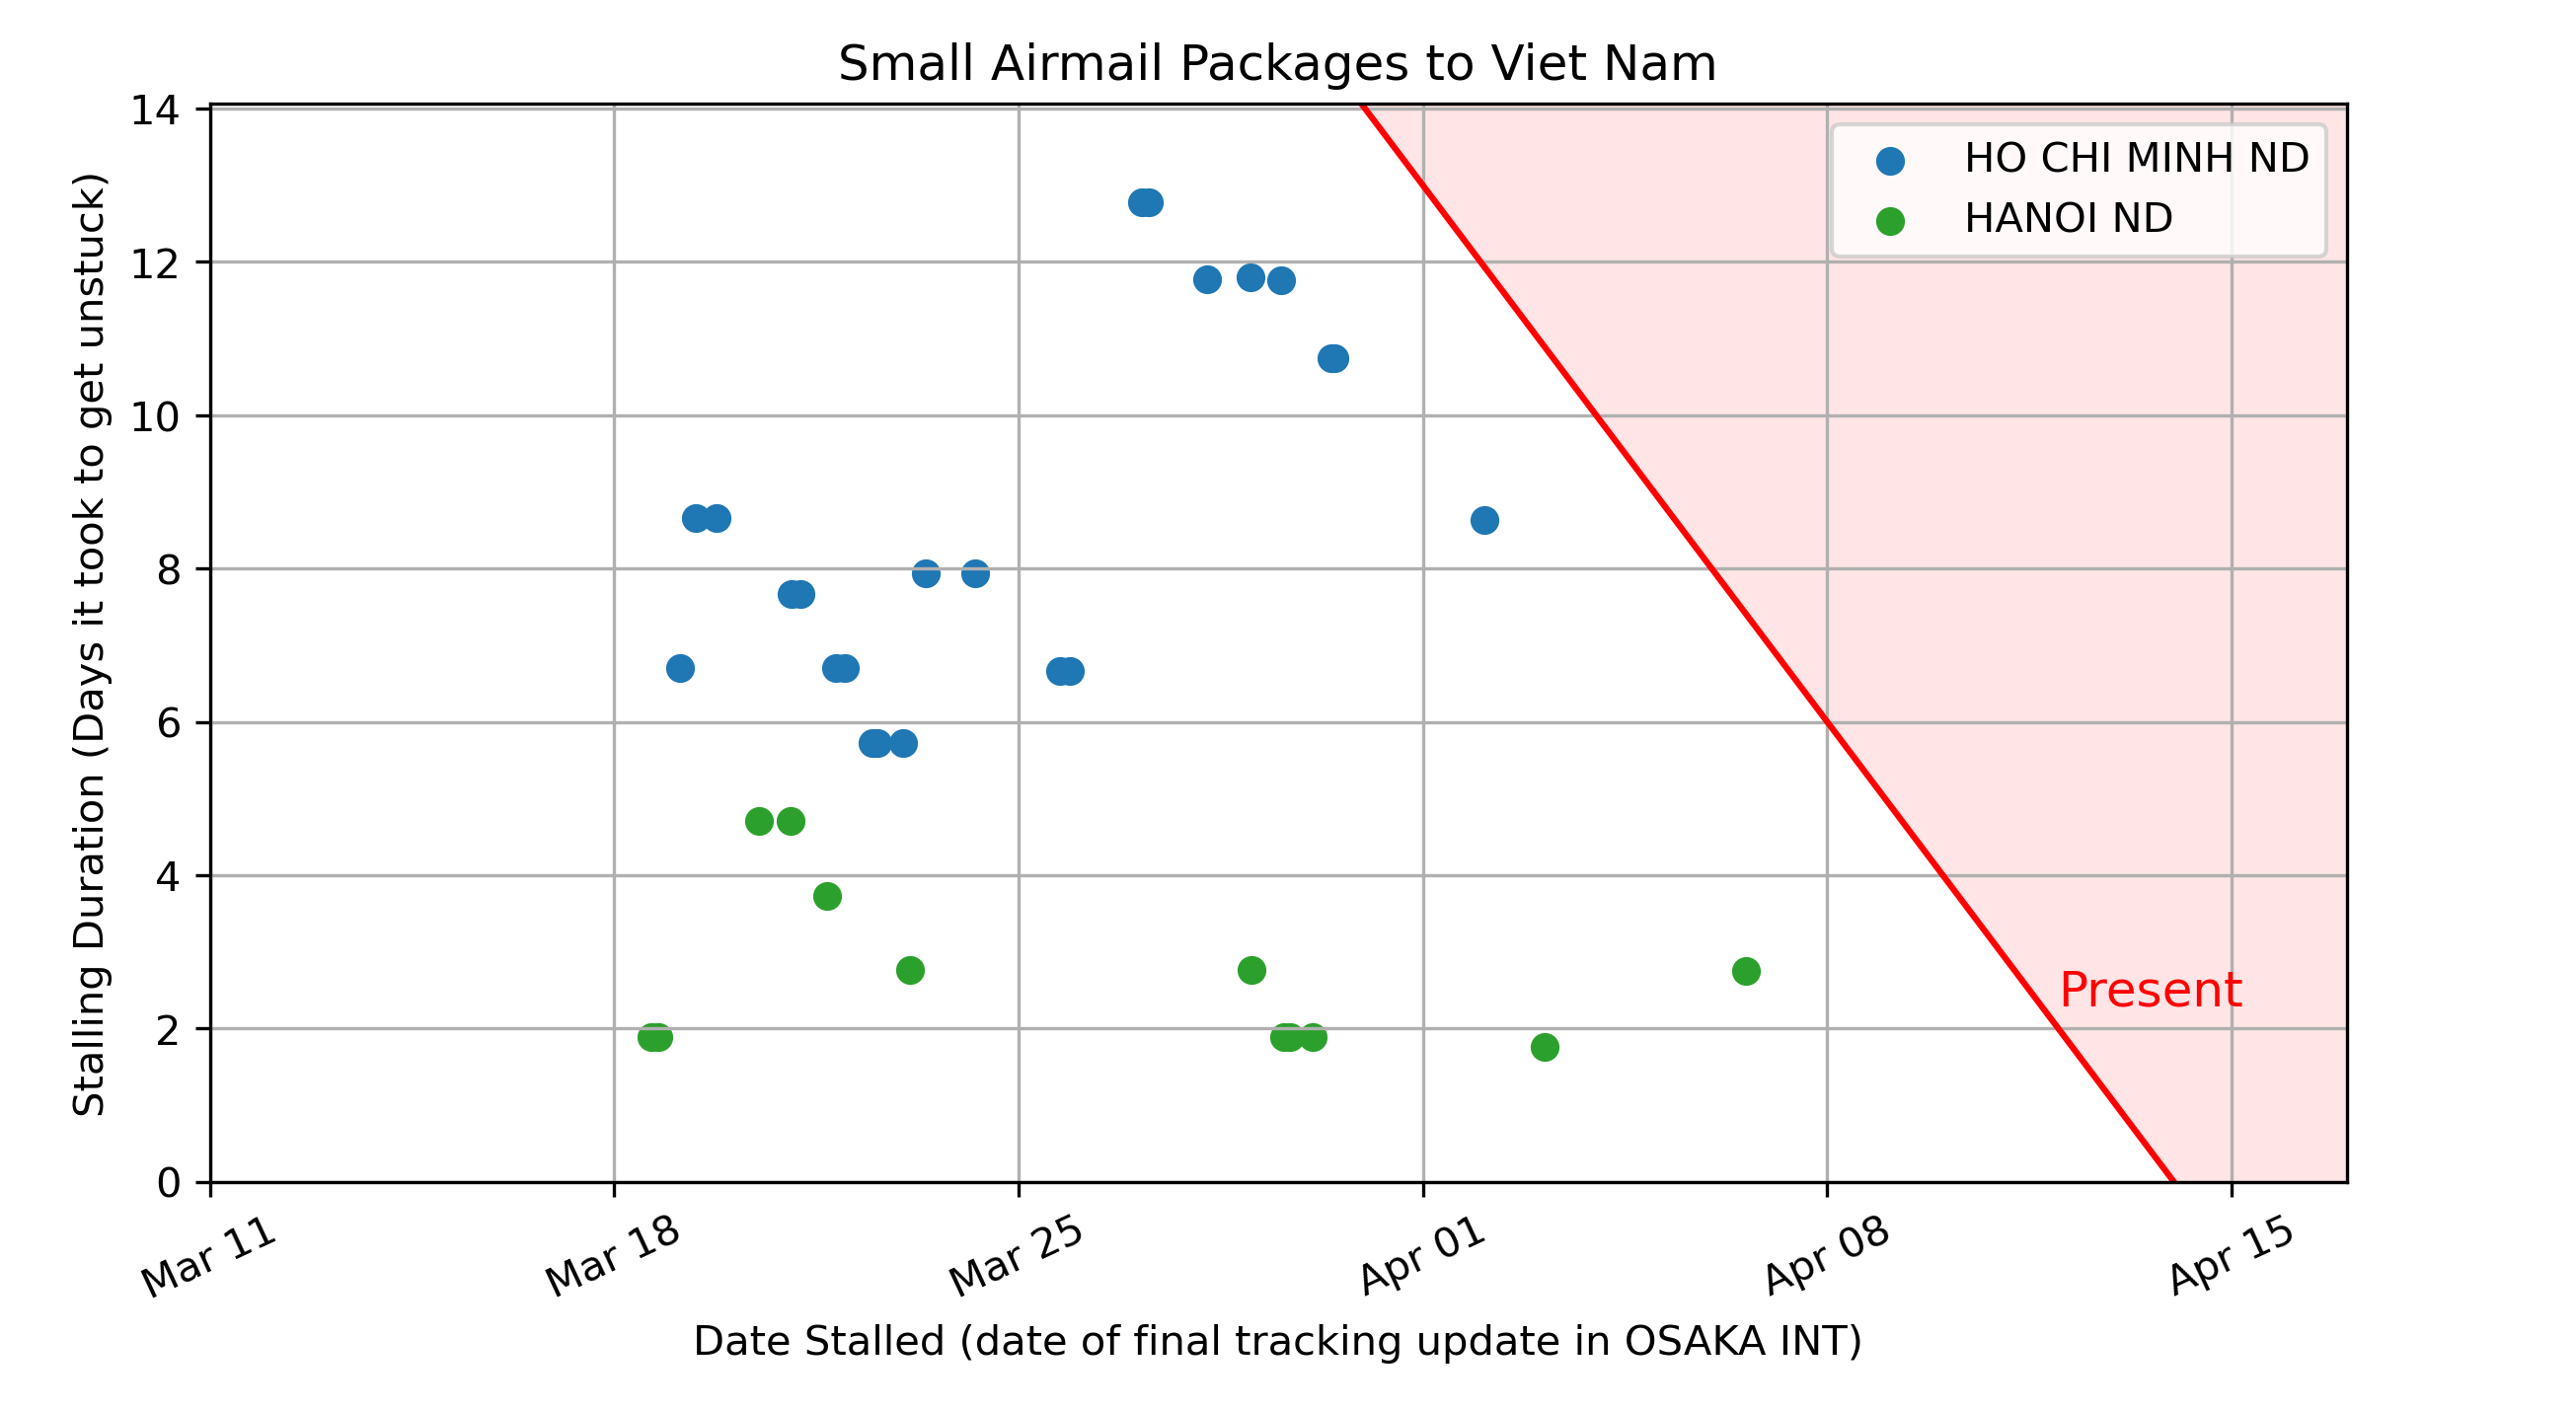 Small Airmail Packages to Viet Nam
Stalling Duration (Days it took to get unstuck)
14
12
10
8
6
4
2
0
HO CHI MINH ND
HANOI ND
Present
Mar 11
Mar 18
Mar 25
Apr 01
Apr 08
Apr 15
Date Stalled (date of final tracking update in OSAKA INT)